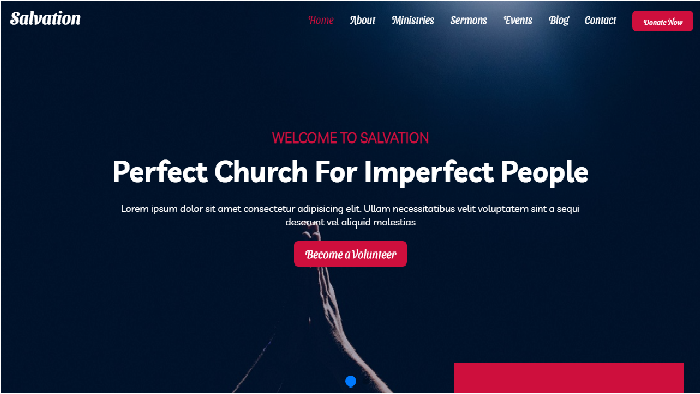 Salvation
Home About Ministries Sermons Events Blog Contact Donate Now
WELCOME TO SALVATION
Perfect Church For Imperfect People
Lorem ipsum dolor sit amet consectetur adipisicing elit. Ullam necessitatibus velit voluptatem sint a sequi
deserunt vel aliquid molestias
Become a Volunteer